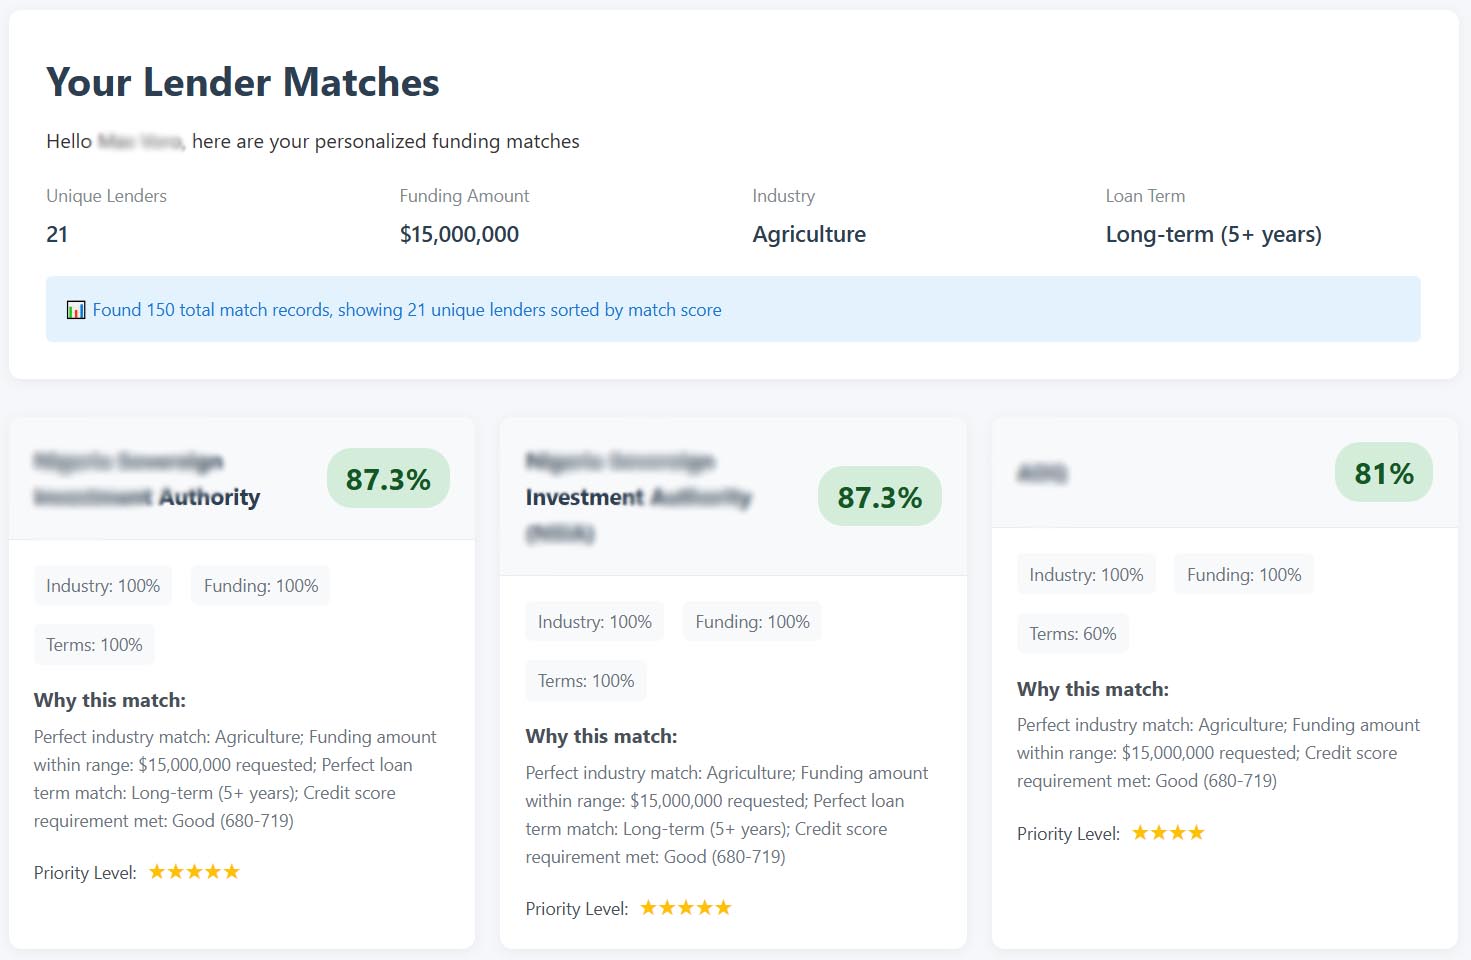 Your Lender Matches
Hello , here are your personalized funding matches
Unique Lenders
21
Funding Amount
$15,000,000
Industry
Agriculture
Loan Term
Long-term (5+ years)
Found 150 total match records, showing 21 unique lenders sorted by match score
Authority
87.3%
Industry: 100% Funding: 100%
Terms: 100%
Why this match:
Perfect industry match: Agriculture; Funding amount
within range: $15,000,000 requested; Perfect loan
term match: Long-term (5+ years); Credit score
requirement met: Good (680-719)
Priority Level: ★★★★★
Investment
87.3%
Industry: 100% Funding: 100%
Terms: 100%
Why this match:
Perfect industry match: Agriculture; Funding amount
within range: $15,000,000 requested; Perfect loan
term match: Long-term (5+ years); Credit score
requirement met: Good (680-719)
Priority Level: ★★★★★
81%
Industry: 100% Funding: 100%
Terms: 60%
Why this match:
Perfect industry match: Agriculture; Funding amount
within range: $15,000,000 requested; Credit score
requirement met: Good (680-719)
Priority Level: ★★★★